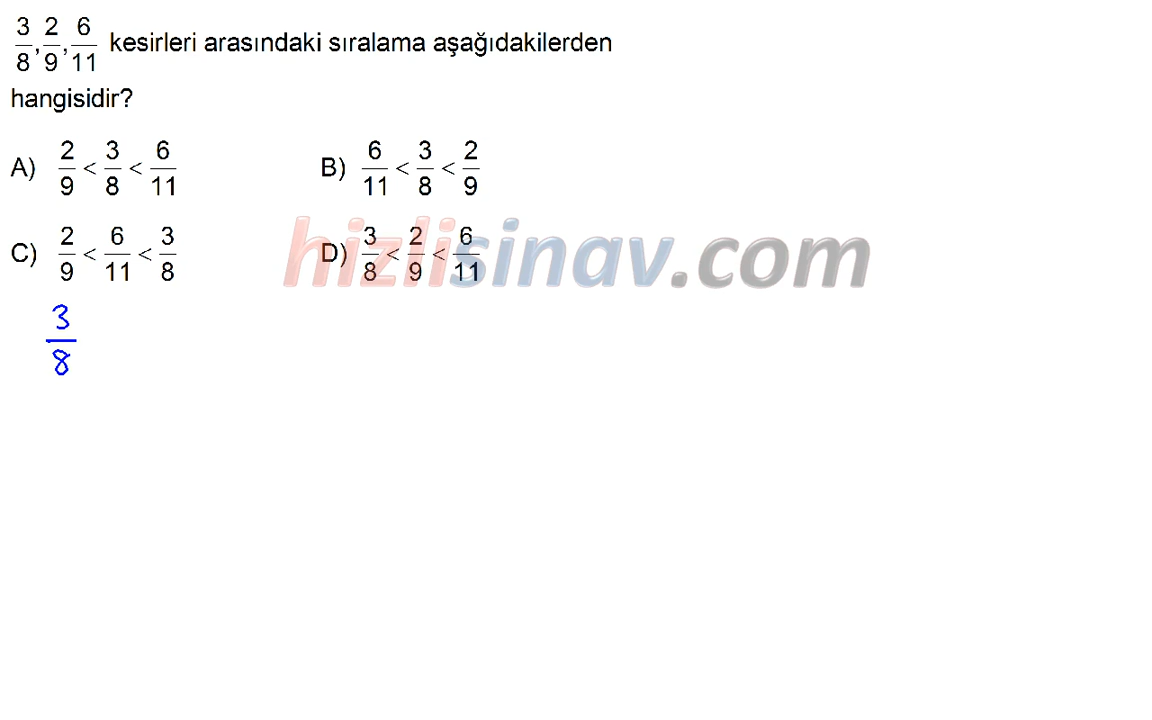 3/8, 2/9, 6/11 kesirleri arasındaki sıralama aşağıdakilerden
hangisidir?
A) 2/9 < 3/8 < 6/11 B) 6/11 < 3/8 < 2/9
C) 2/9 < 6/11 < 3/8 D) 3/8 < 2/9 < 6/11
hizlisinav.com
3/8